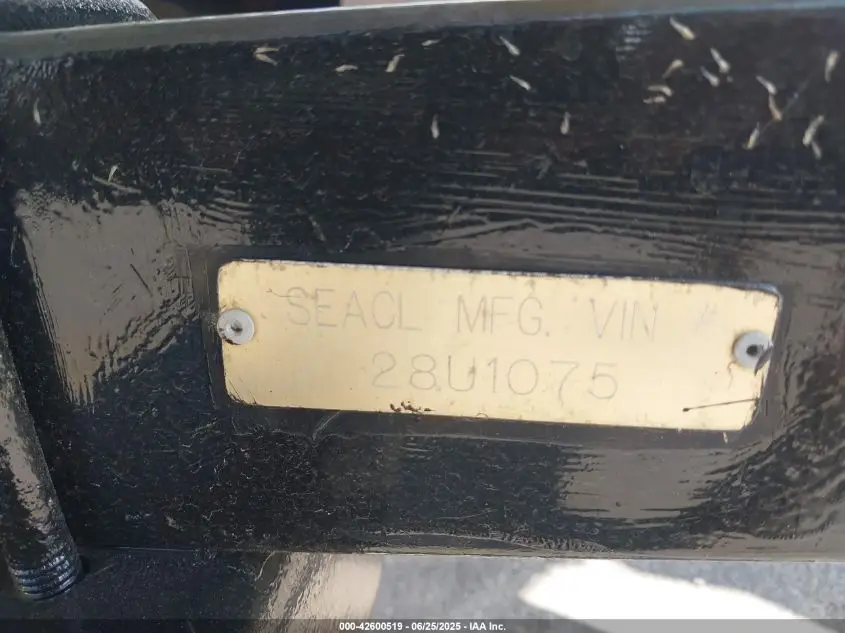 SEACL MFG. VIN #
28U1075
000-42600519 - 06/25/2025 - IAA Inc.